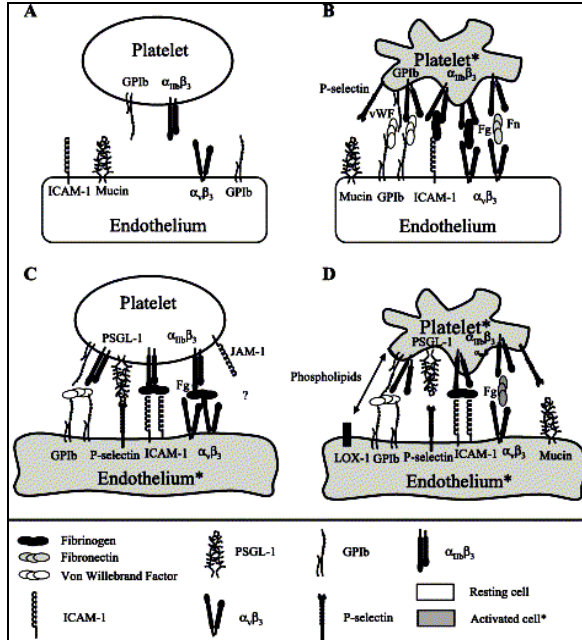 A
Platelet
GPIb
αIIbβ3
ICAM-1
Mucin
αvβ3
GPIb
Endothelium
B
Platelet*
GPIb
αIIbβ3
P-selectin
vWF
Fg
Fn
Mucin
GPIb
ICAM-1
αvβ3
Endothelium
C
Platelet
PSGL-1
αIIbβ3
JAM-1
Fg
?
GPIb
P-selectin
ICAM-1
αvβ3
Endothelium*
D
Platelet*
PSGL-1
αIIbβ3
Phospholipids
Fg
LOX-1
GPIb
P-selectin
ICAM-1
αvβ3
Mucin
Endothelium*
Fibrinogen
Fibronectin
Von Willebrand Factor
PSGL-1
GPIb
αIIbβ3
ICAM-1
αvβ3
P-selectin
Resting cell
Activated cell*